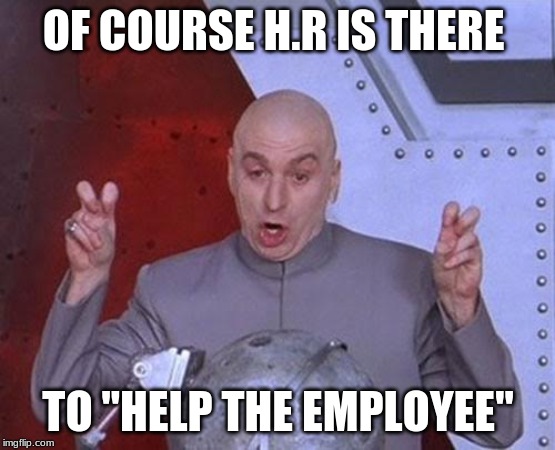 OF COURSE H.R IS THERE
TO "HELP THE EMPLOYEE"
imgflip.com